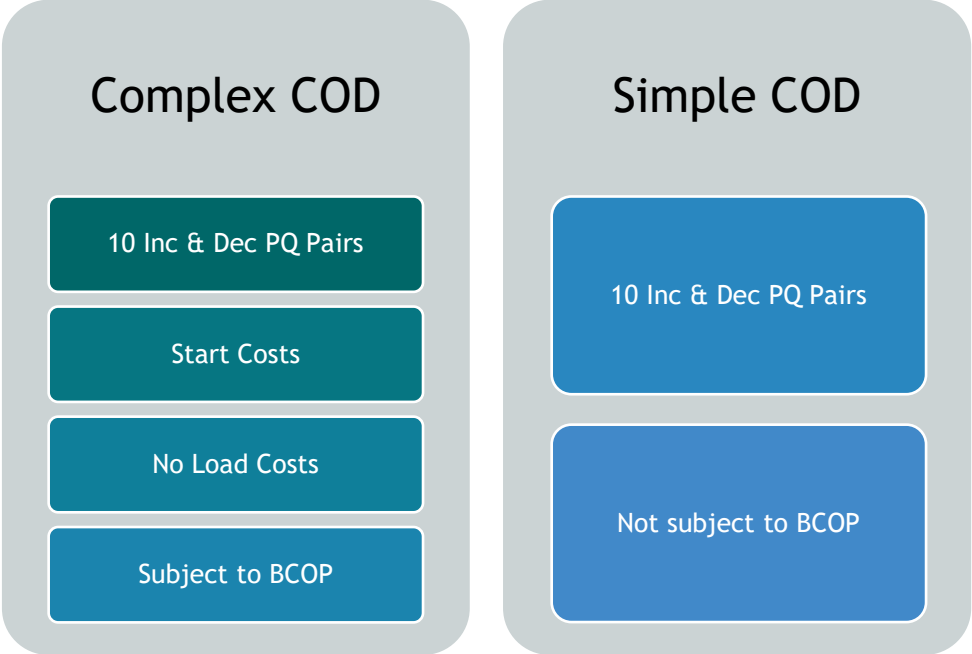 Complex COD
10 Inc & Dec PQ Pairs
Start Costs
No Load Costs
Subject to BCOP
Simple COD
10 Inc & Dec PQ Pairs
Not subject to BCOP